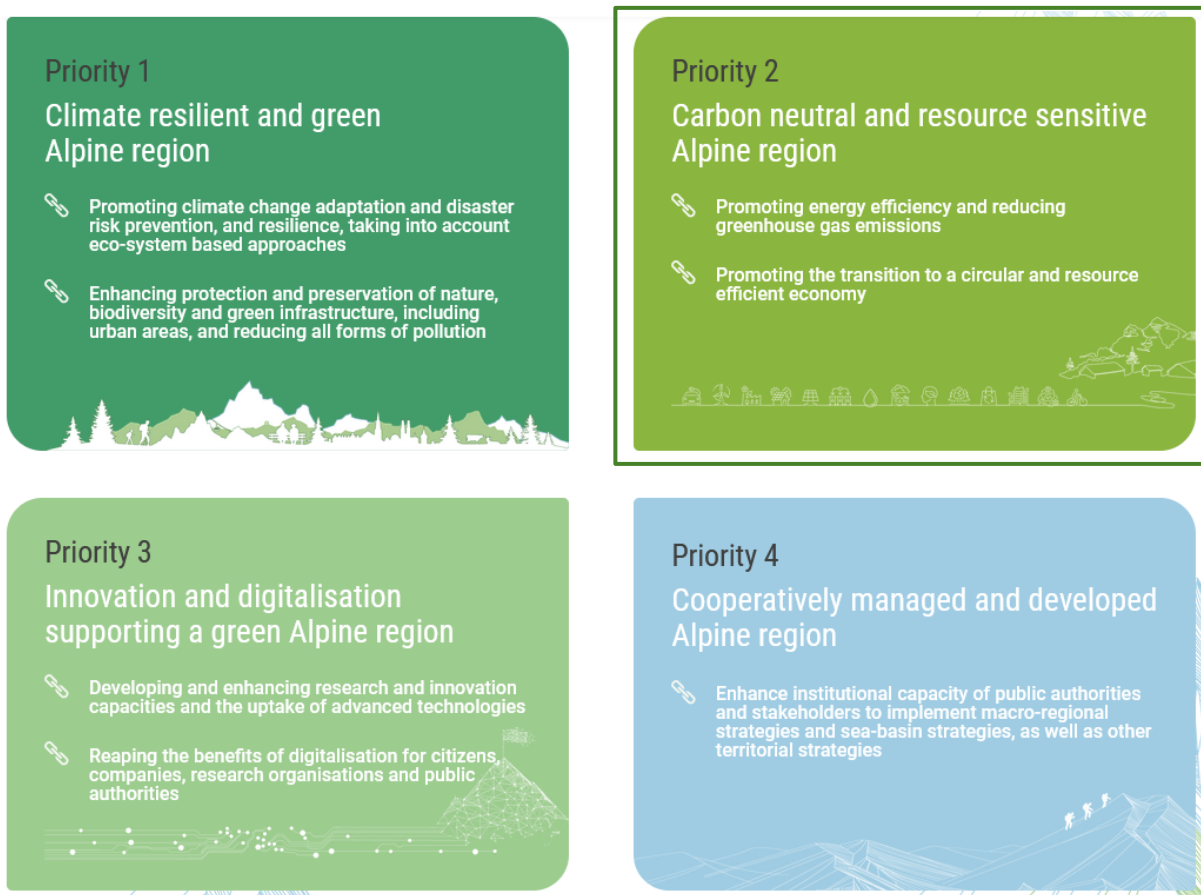 Priority 1
Climate resilient and green
Alpine region
Promoting climate change adaptation and disaster
risk prevention, and resilience, taking into account
eco-system based approaches
Enhancing protection and preservation of nature,
biodiversity and green infrastructure, including
urban areas, and reducing all forms of pollution
Priority 2
Carbon neutral and resource sensitive
Alpine region
Promoting energy efficiency and reducing
greenhouse gas emissions
Promoting the transition to a circular and resource
efficient economy
Priority 3
Innovation and digitalisation
supporting a green Alpine region
Developing and enhancing research and innovation
capacities and the uptake of advanced technologies
Reaping the benefits of digitalisation for citizens,
companies, research organisations and public
authorities
Priority 4
Cooperatively managed and developed
Alpine region
Enhance institutional capacity of public authorities
and stakeholders to implement macro-regional
strategies and sea-basin strategies, as well as other
territorial strategies